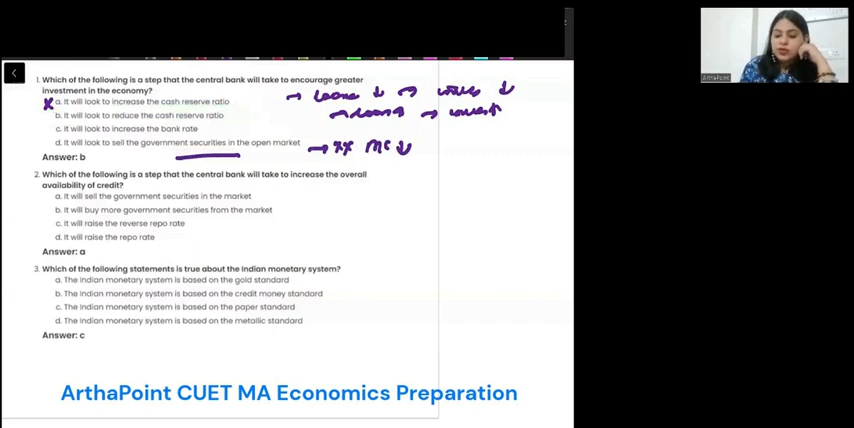 ArthaPoint
1. Which of the following is a step that the central bank will take to encourage greater
investment in the economy?
a. It will look to increase the cash reserve ratio
b. It will look to reduce the cash reserve ratio
c. It will look to increase the bank rate
d. It will look to sell the government securities in the open market
Answer: b
→ loans ↓ →
→ loans → invest
→ xx MS ↓
2. Which of the following is a step that the central bank will take to increase the overall
availability of credit?
a. It will sell the government securities in the market
b. It will buy more government securities from the market
c. It will raise the reverse repo rate
d. It will raise the repo rate
Answer: a
3. Which of the following statements is true about the Indian monetary system?
a. The Indian monetary system is based on the gold standard
b. The Indian monetary system is based on the credit money standard
c. The Indian monetary system is based on the paper standard
d. The Indian monetary system is based on the metallic standard
Answer: c
ArthaPoint CUET MA Economics Preparation